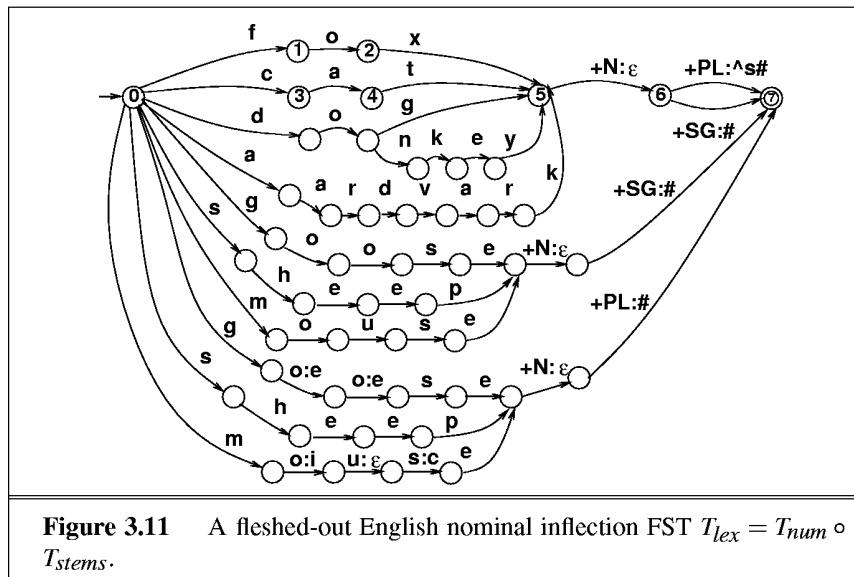 f o x +N:ε +PL:^s#
0 1 2
c a t
3 4 5 6 7
d o g
+SG:#
n k e y
a a r d v a r k
+SG:#
g o o s e +N:ε
s h e e p
+PL:#
m o u s e
g o:e o:e s e +N:ε
s h e e p
m o:i u:ε s:c e
Figure 3.11 A fleshed-out English nominal inflection FST T_lex = T_num ∘
T_stems.